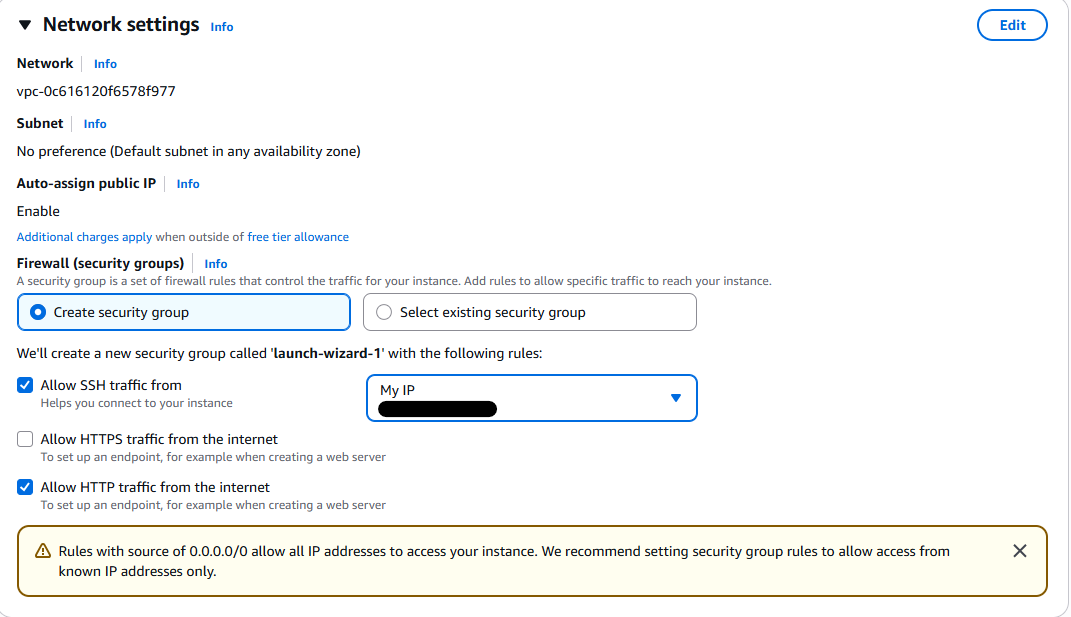 Network settings Info
Edit
Network Info
vpc-0c616120f6578f977
Subnet Info
No preference (Default subnet in any availability zone)
Auto-assign public IP Info
Enable
Additional charges apply when outside of free tier allowance
Firewall (security groups) Info
A security group is a set of firewall rules that control the traffic for your instance. Add rules to allow specific traffic to reach your instance.
Create security group
Select existing security group
We'll create a new security group called 'launch-wizard-1' with the following rules:
Allow SSH traffic from
Helps you connect to your instance
My IP
Allow HTTPS traffic from the internet
To set up an endpoint, for example when creating a web server
Allow HTTP traffic from the internet
To set up an endpoint, for example when creating a web server
Rules with source of 0.0.0.0/0 allow all IP addresses to access your instance. We recommend setting security group rules to allow access from
known IP addresses only.